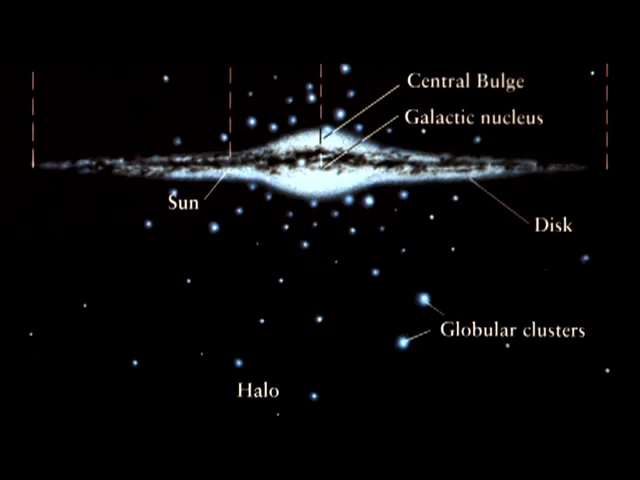 Central Bulge
Galactic nucleus
Sun
Disk
Globular clusters
Halo